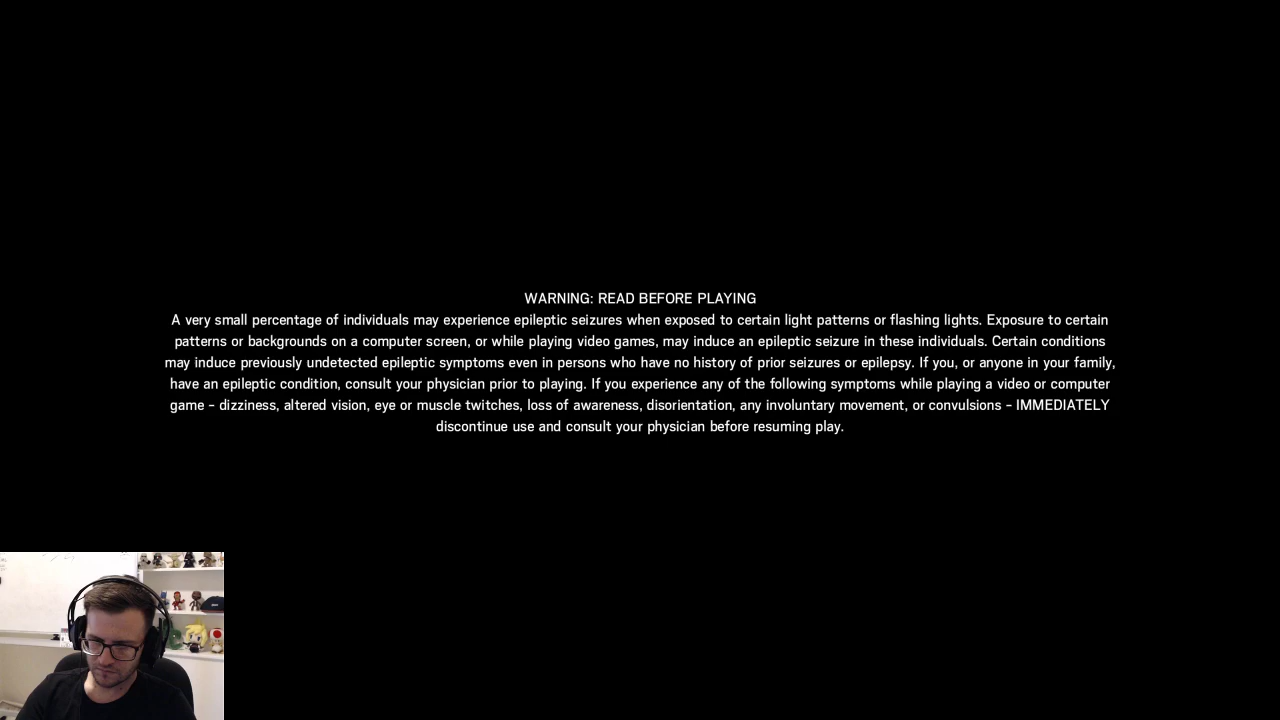 WARNING: READ BEFORE PLAYING
A very small percentage of individuals may experience epileptic seizures when exposed to certain light patterns or flashing lights. Exposure to certain
patterns or backgrounds on a computer screen, or while playing video games, may induce an epileptic seizure in these individuals. Certain conditions
may induce previously undetected epileptic symptoms even in persons who have no history of prior seizures or epilepsy. If you, or anyone in your family,
have an epileptic condition, consult your physician prior to playing. If you experience any of the following symptoms while playing a video or computer
game – dizziness, altered vision, eye or muscle twitches, loss of awareness, disorientation, any involuntary movement, or convulsions – IMMEDIATELY
discontinue use and consult your physician before resuming play.